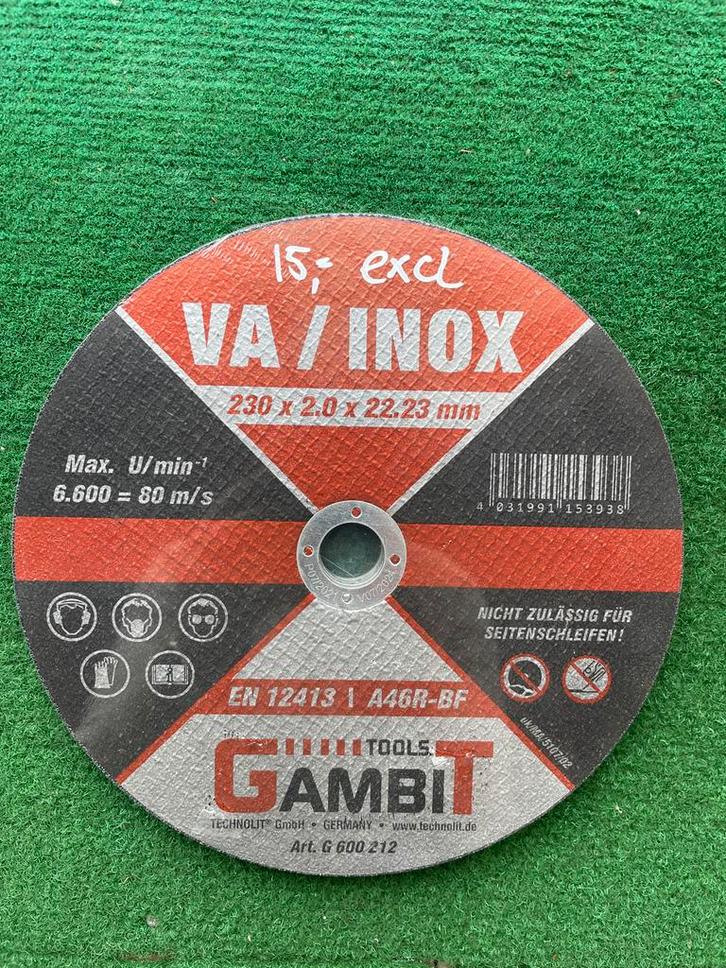 15,- excl
VA / INOX
230 x 2.0 x 22.23 mm
Max. U/min⁻¹
6.600 = 80 m/s
4 031991 153938
NICHT ZULÄSSIG FÜR
SEITENSCHLEIFEN!
EN 12413 | A46R-BF
TOOLS
GAMBIT
TECHNOLIT® GmbH • GERMANY • www.technolit.de
Art. G 600 212